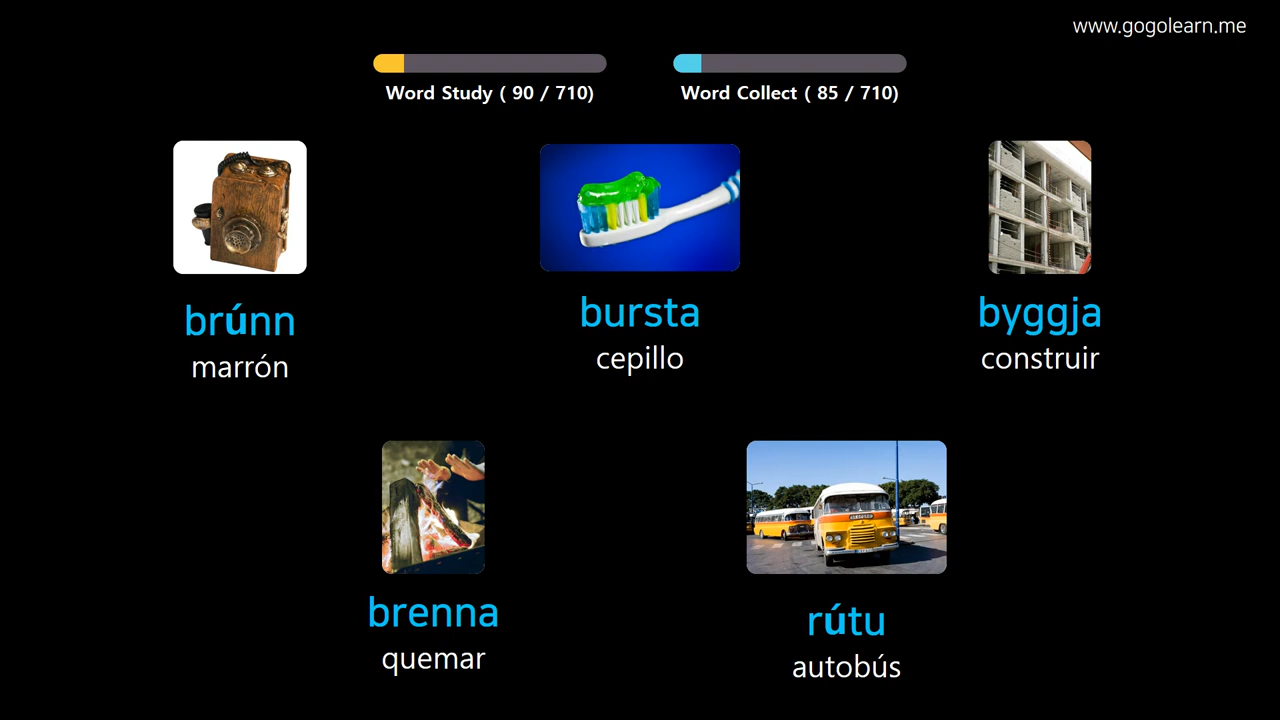 www.gogolearn.me
Word Study ( 90 / 710)
Word Collect ( 85 / 710)
brúnn
marrón
bursta
cepillo
byggja
construir
brenna
quemar
rútu
autobús